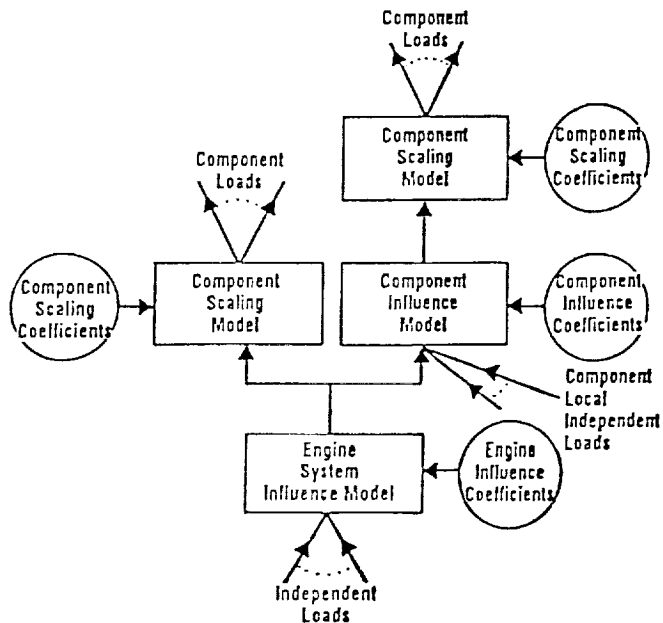 Component
Loads
Component
Scaling
Model
Component
Scaling
Coefficients
Component
Loads
Component
Scaling
Coefficients
Component
Scaling
Model
Component
Influence
Model
Component
Influence
Coefficients
Component
Local
Independent
Loads
Engine
System
Influence Model
Engine
Influence
Coefficients
Independent
Loads